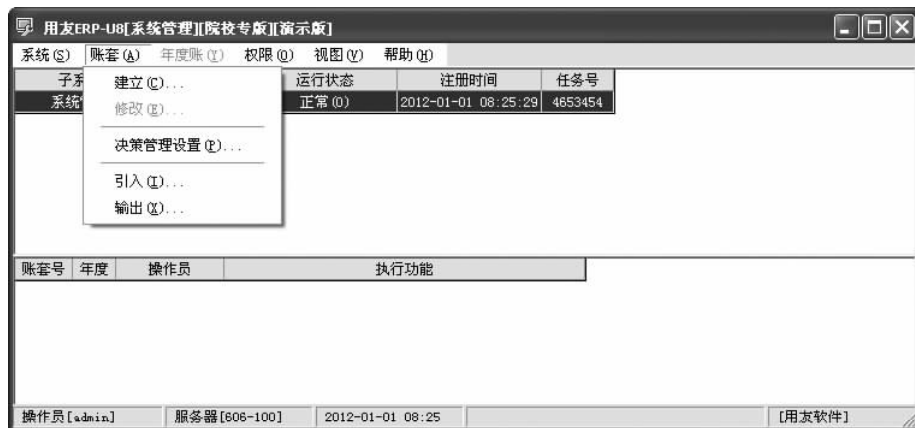 用友ERP-U8[系统管理][院校专版][演示版]
系统(S) 账套(A) 年度账(Y) 权限(O) 视图(V) 帮助(H)
子系 运行状态 注册时间 任务号
系统 正常(0) 2012-01-01 08:25:29 4653454
建立(C)...
修改(E)...
决策管理设置(P)...
引入(I)...
输出(X)...
账套号 年度 操作员 执行功能
操作员[admin] 服务器[606-100] 2012-01-01 08:25 [用友软件]